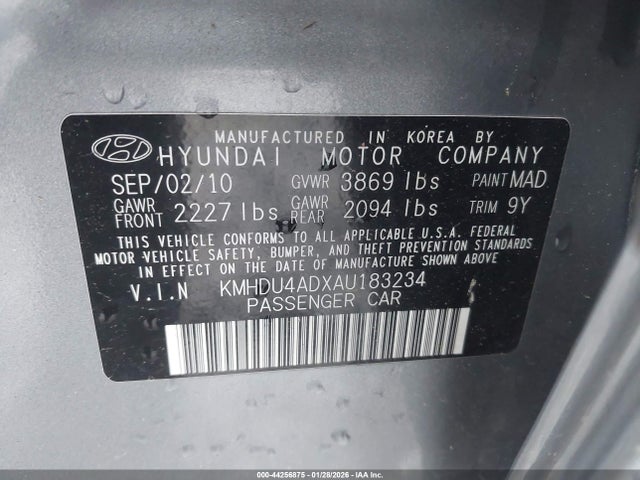 MANUFACTURED IN KOREA BY
HYUNDAI MOTOR COMPANY
SEP/02/10 GVWR 3869 lbs PAINT MAD
GAWR FRONT 2227 lbs GAWR REAR 2094 lbs TRIM 9Y
THIS VEHICLE CONFORMS TO ALL APPLICABLE U.S.A. FEDERAL
MOTOR VEHICLE SAFETY, BUMPER, AND THEFT PREVENTION STANDARDS
IN EFFECT ON THE DATE OF MANUFACTURE SHOWN ABOVE.
V.I.N KMHDU4ADXAU183234
PASSENGER CAR
000-44256875 | 01/28/2026 - IAA Inc.